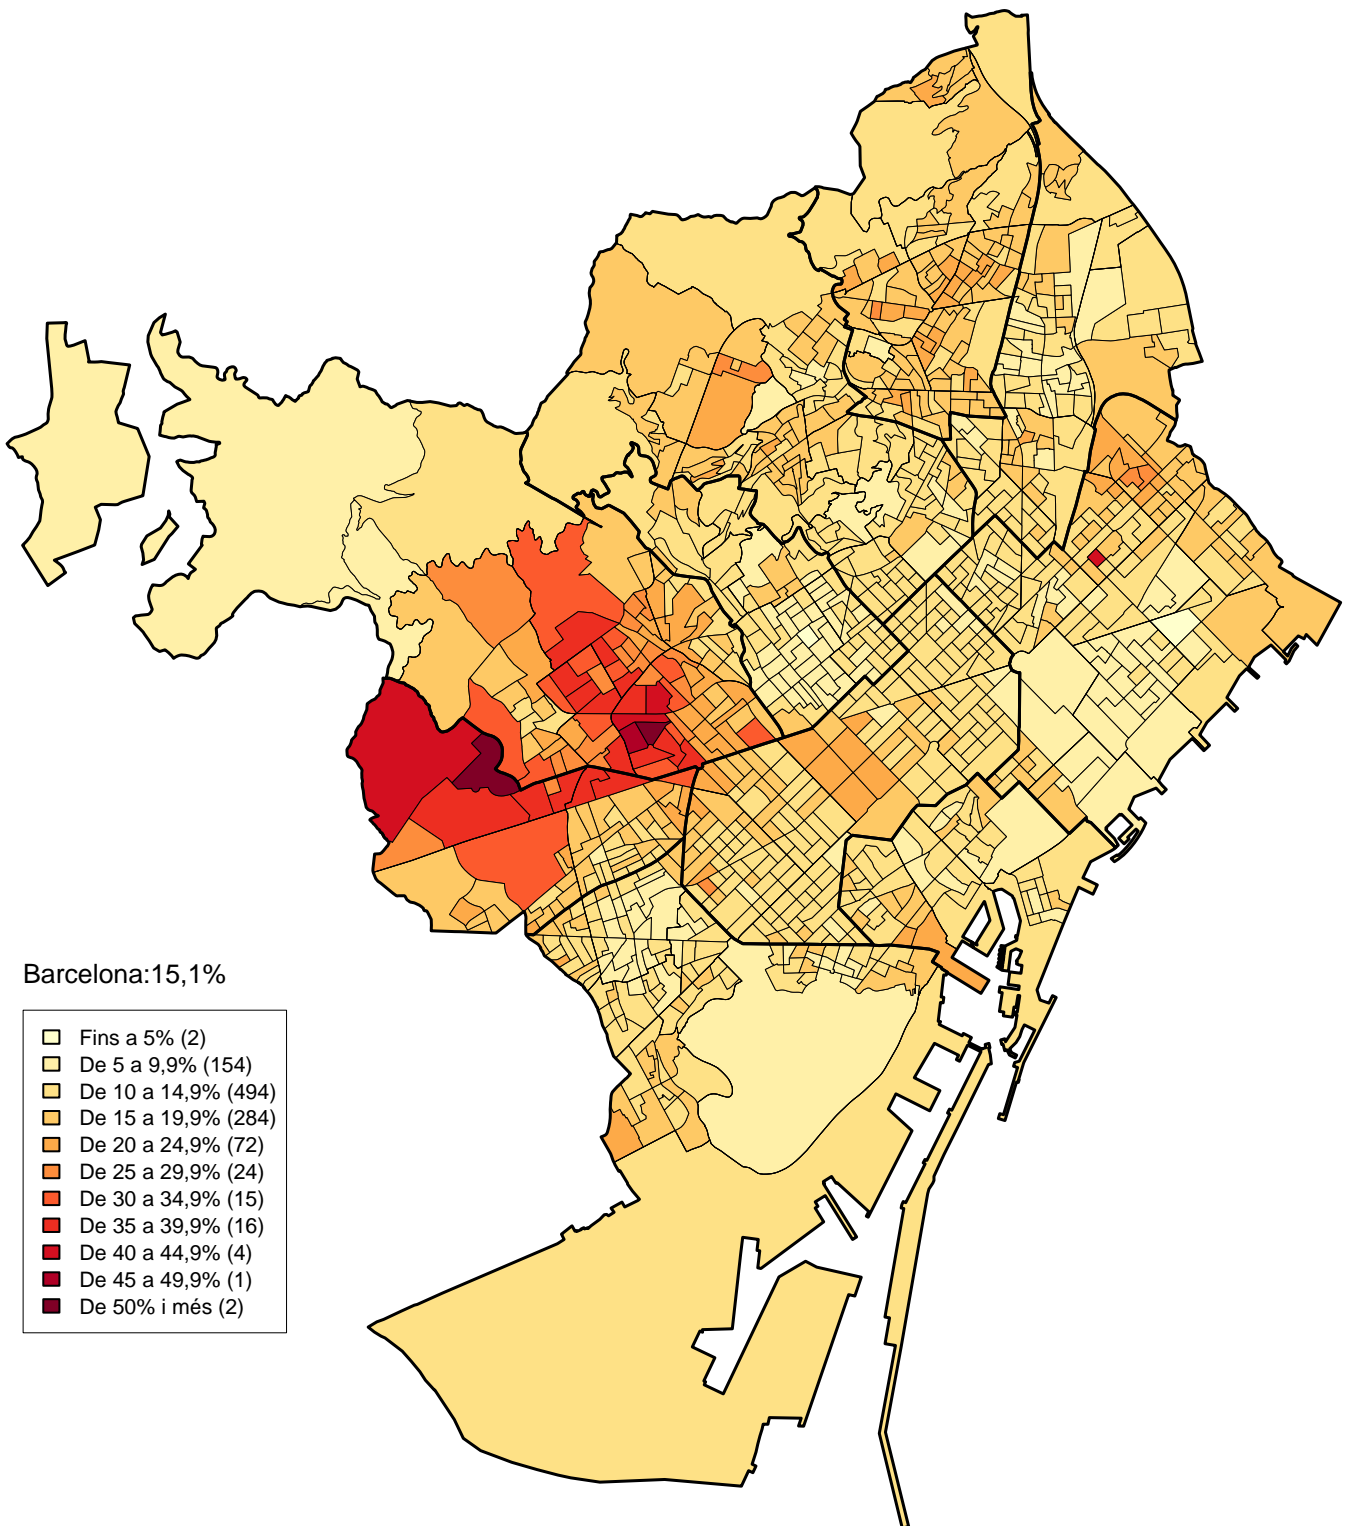 Barcelona:15,1%
Fins a 5% (2)
De 5 a 9,9% (154)
De 10 a 14,9% (494)
De 15 a 19,9% (284)
De 20 a 24,9% (72)
De 25 a 29,9% (24)
De 30 a 34,9% (15)
De 35 a 39,9% (16)
De 40 a 44,9% (4)
De 45 a 49,9% (1)
De 50% i més (2)